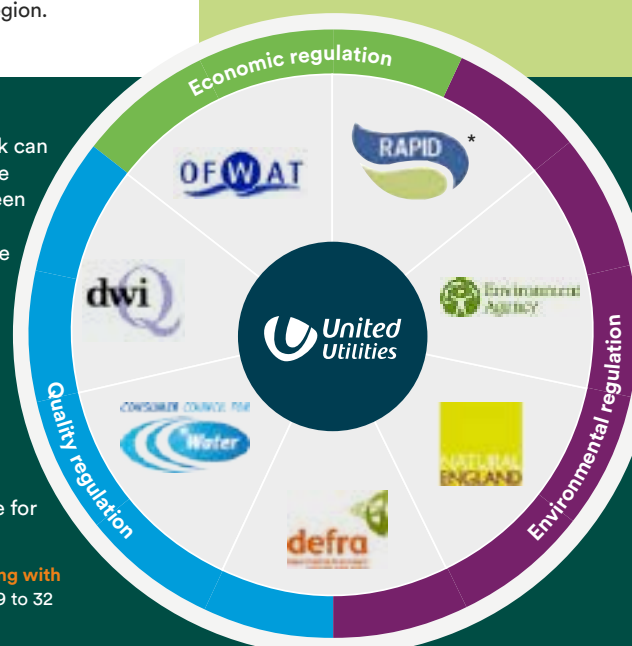 egion.
Economic regulation
k can
e
een
e
OFWAT
RAPID
*
dwi
Q
Environment
Agency
United
Utilities
CONSUMER COUNCIL FOR
Water
NATURAL
ENGLAND
defra
Quality regulation
Environmental regulation
e for
ng with
9 to 32